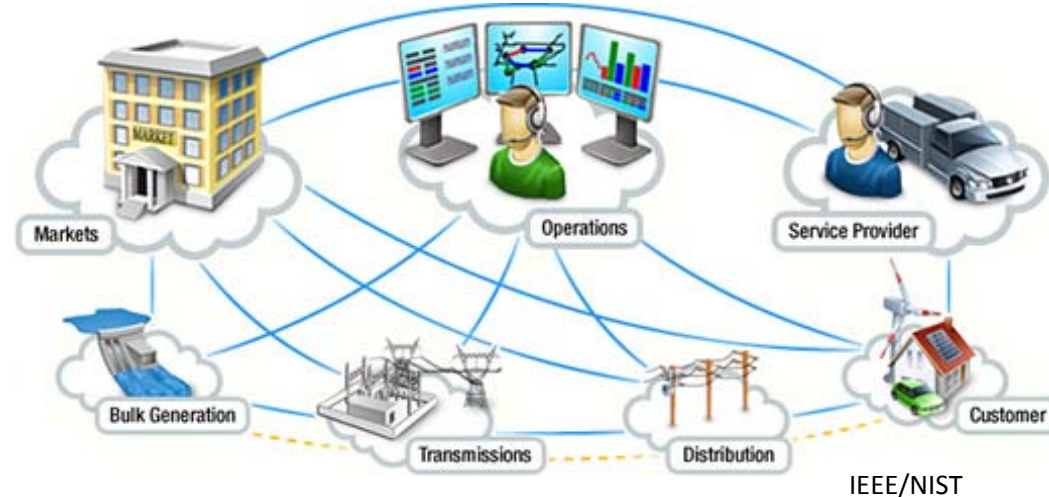 MARKET
Markets
Operations
Service Provider
Bulk Generation
Transmissions
Distribution
Customer
IEEE/NIST